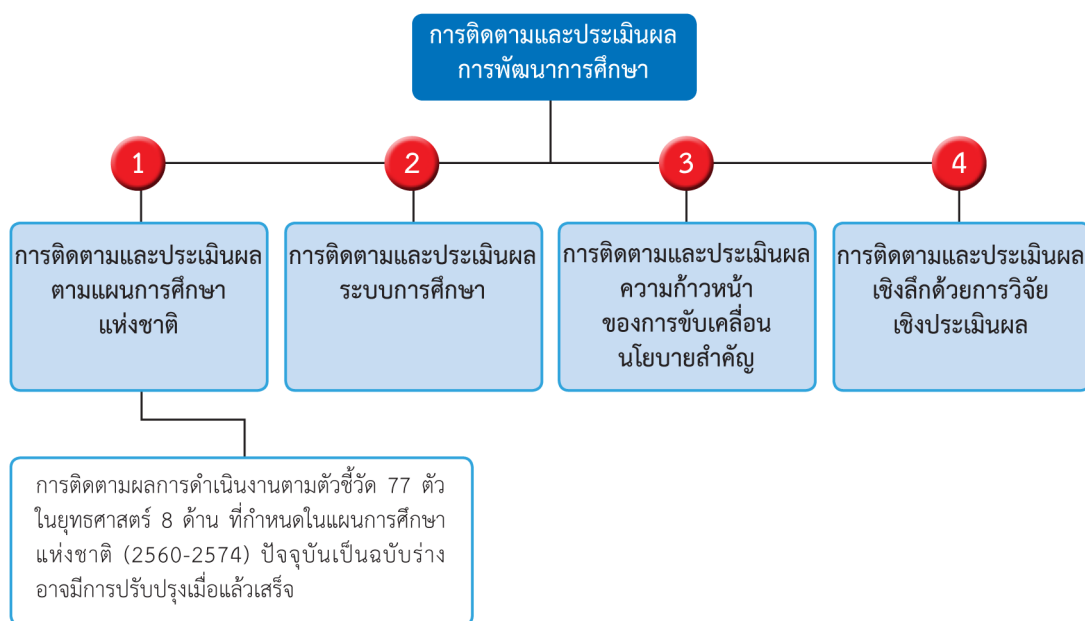 การติดตามและประเมินผล
การพัฒนาการศึกษา
1
2
3
4
การติดตามและประเมินผล
ตามแผนการศึกษา
แห่งชาติ
การติดตามและประเมินผล
ระบบการศึกษา
การติดตามและประเมินผล
ความก้าวหน้า
ของการขับเคลื่อน
นโยบายสำคัญ
การติดตามและประเมินผล
เชิงลึกด้วยการวิจัย
เชิงประเมินผล
การติดตามผลการดำเนินงานตามตัวชี้วัด 77 ตัว
ในยุทธศาสตร์ 8 ด้าน ที่กำหนดในแผนการศึกษา
แห่งชาติ (2560-2574) ปัจจุบันเป็นฉบับร่าง
อาจมีการปรับปรุงเมื่อแล้วเสร็จ